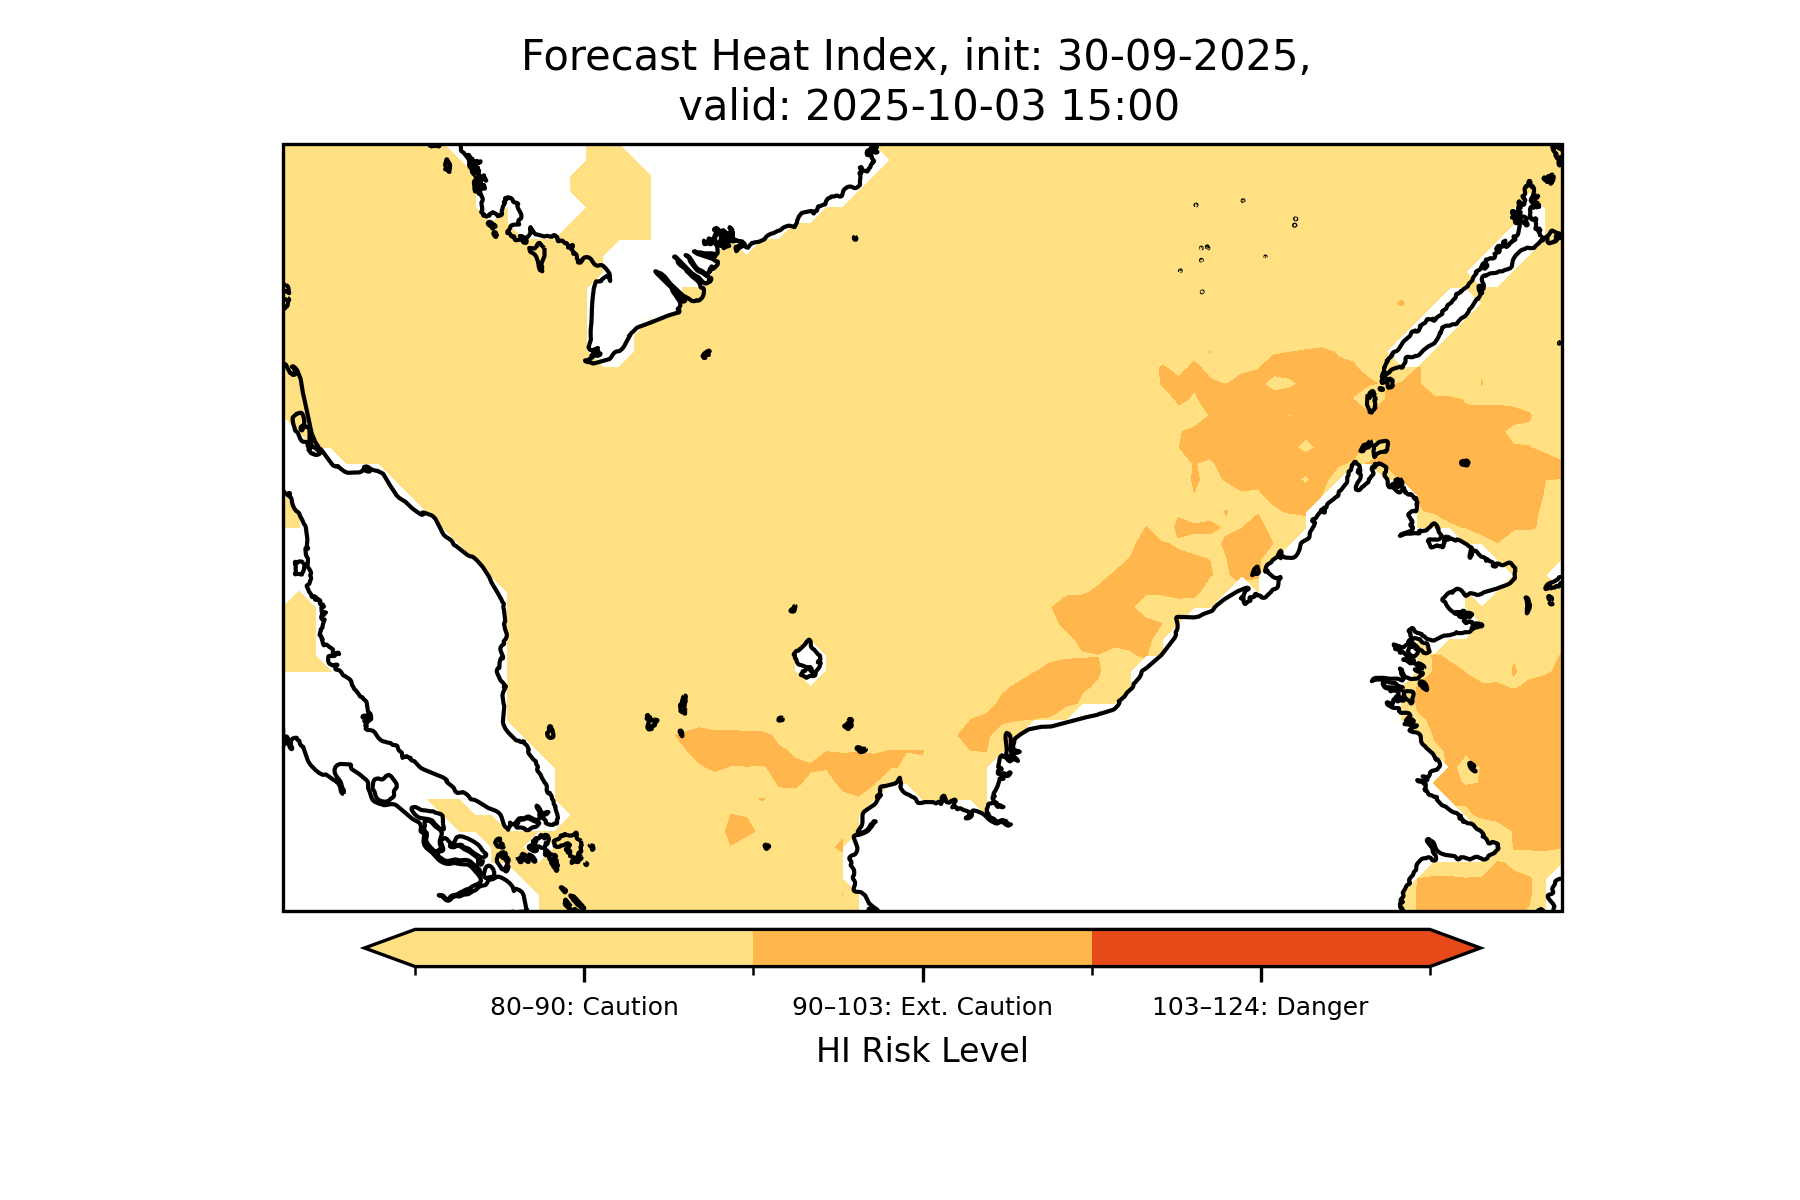 Forecast Heat Index, init: 30-09-2025,
valid: 2025-10-03 15:00
80–90: Caution
90–103: Ext. Caution
103–124: Danger
HI Risk Level